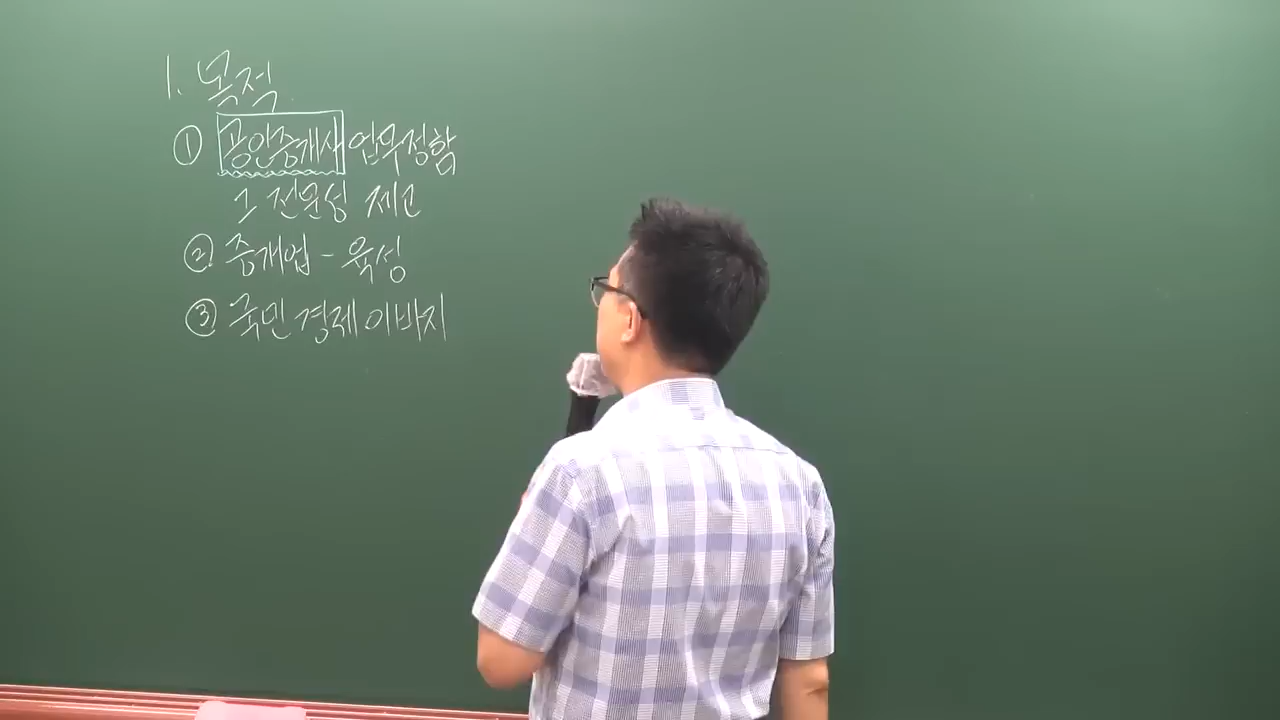 1. 목적
① 공인중개사 업무정함
그 전문성 제고
② 중개업 - 육성
③ 국민경제 이바지